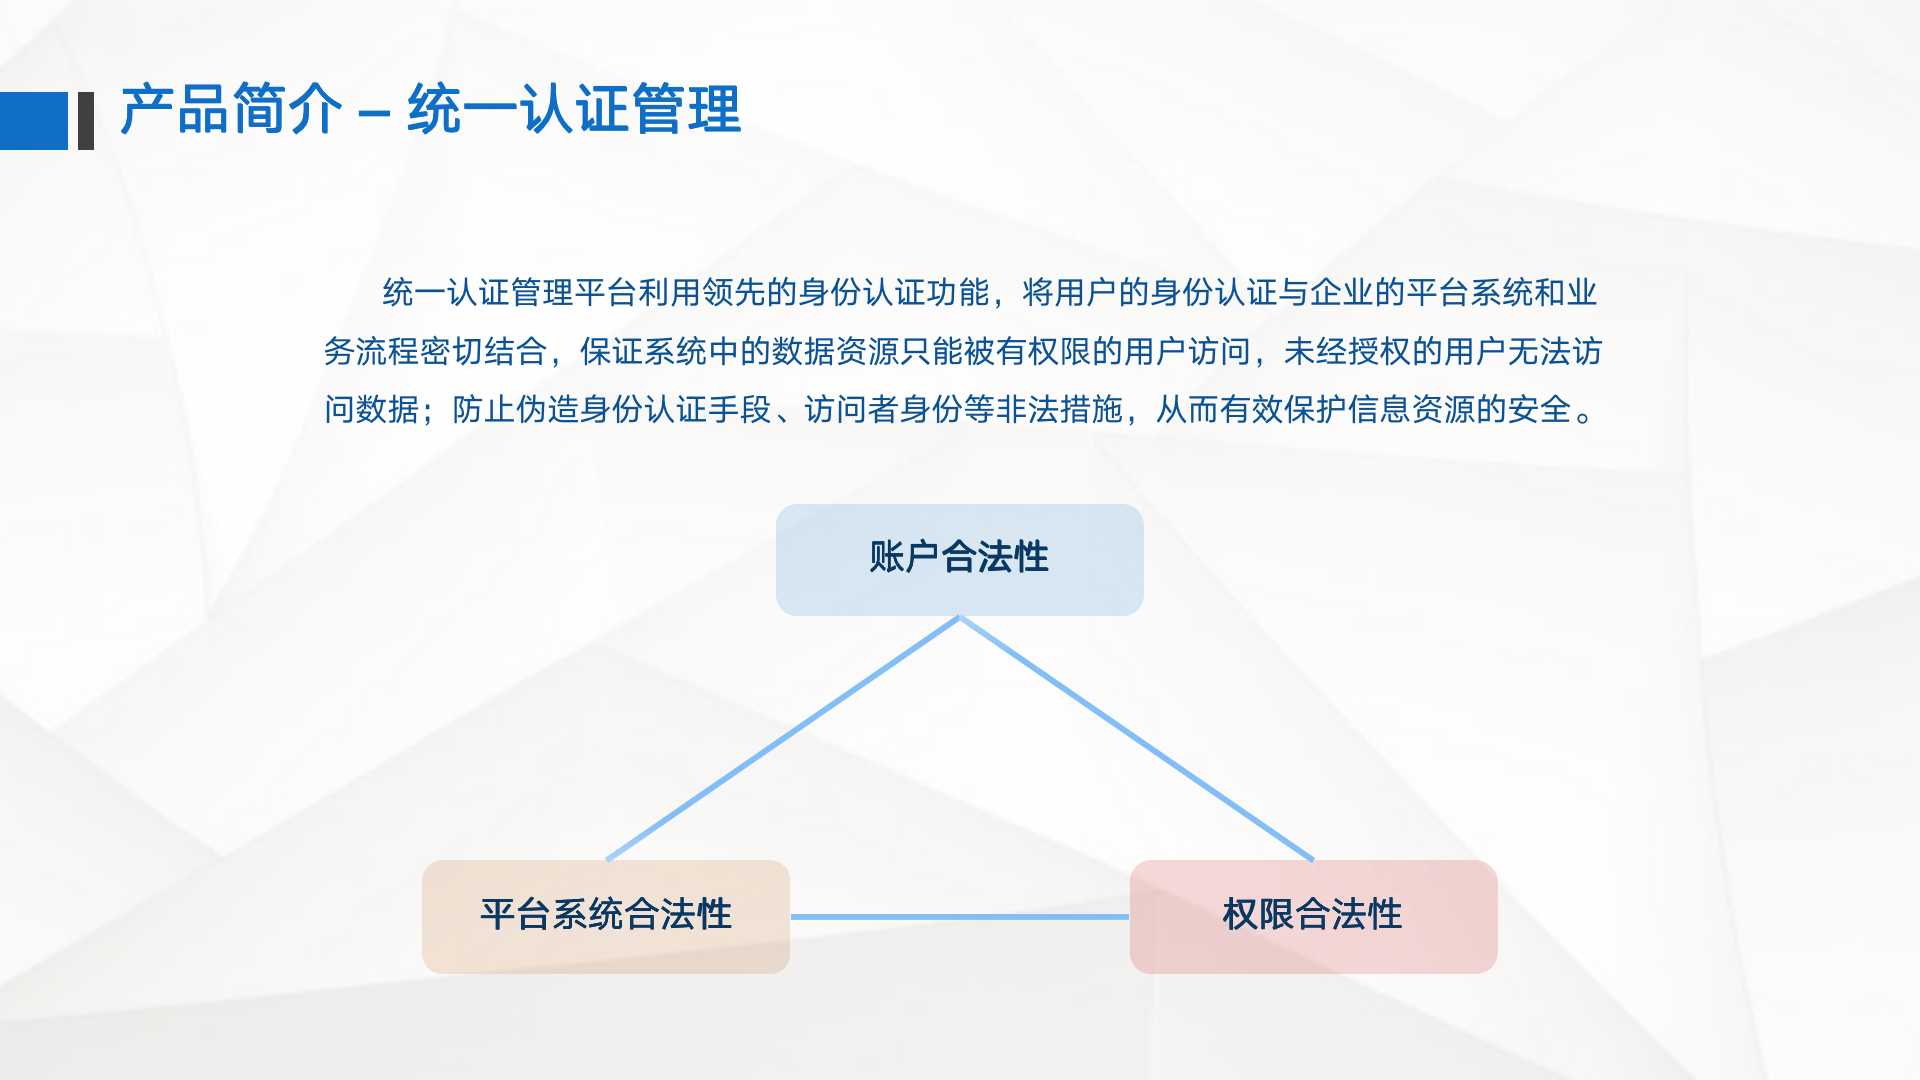 产品简介 – 统一认证管理
统一认证管理平台利用领先的身份认证功能，将用户的身份认证与企业的平台系统和业
务流程密切结合，保证系统中的数据资源只能被有权限的用户访问，未经授权的用户无法访
问数据；防止伪造身份认证手段、访问者身份等非法措施，从而有效保护信息资源的安全。
账户合法性
平台系统合法性
权限合法性